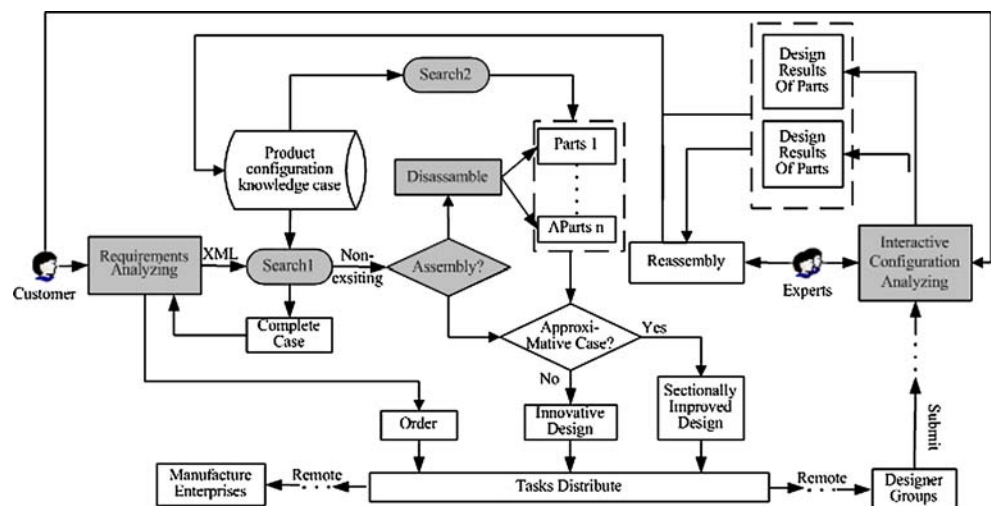 Search2
Design
Results
Of Parts
Design
Results
Of Parts
Product
configuration
knowledge case
Parts 1
Disassamble
ΛParts n
Customer
Requirements
Analyzing
XML
Search1
Non-
exsiting
Assembly?
Reassembly
Experts
Interactive
Configuration
Analyzing
Complete
Case
Approxi-
Mative Case?
Yes
No
Order
Innovative
Design
Sectionally
Improved
Design
Submit
Manufacture
Enterprises
Remote
Tasks Distribute
Remote
Designer
Groups